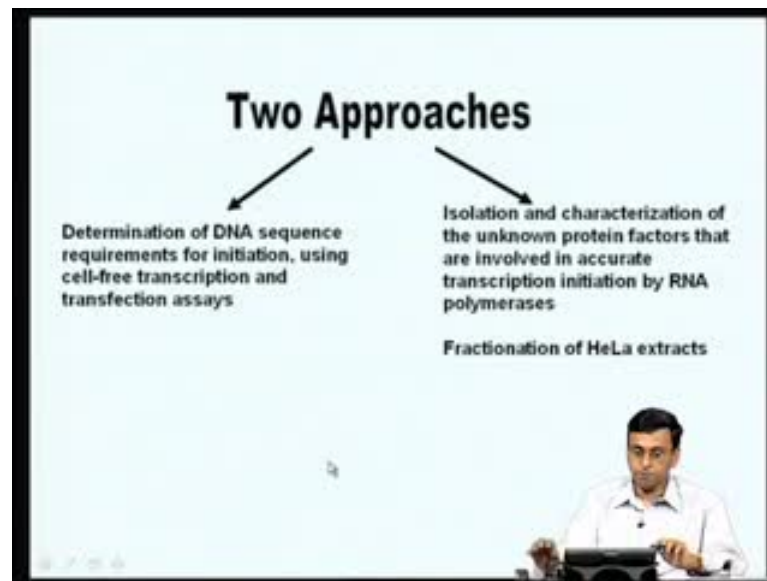 Two Approaches
Determination of DNA sequence
requirements for initiation, using
cell-free transcription and
transfection assays
Isolation and characterization of
the unknown protein factors that
are involved in accurate
transcription initiation by RNA
polymerases
Fractionation of HeLa extracts